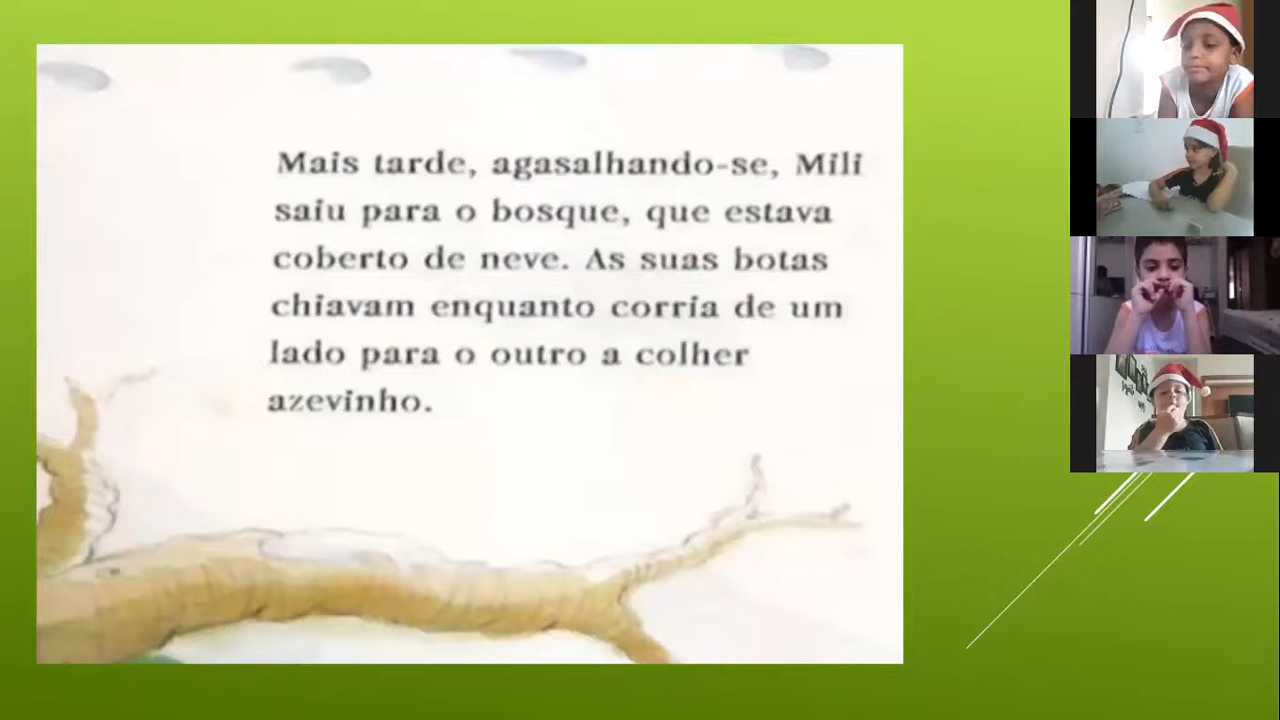 Mais tarde, agasalhando-se, Mili
saiu para o bosque, que estava
coberto de neve. As suas botas
chiavam enquanto corria de um
lado para o outro a colher
azevinho.